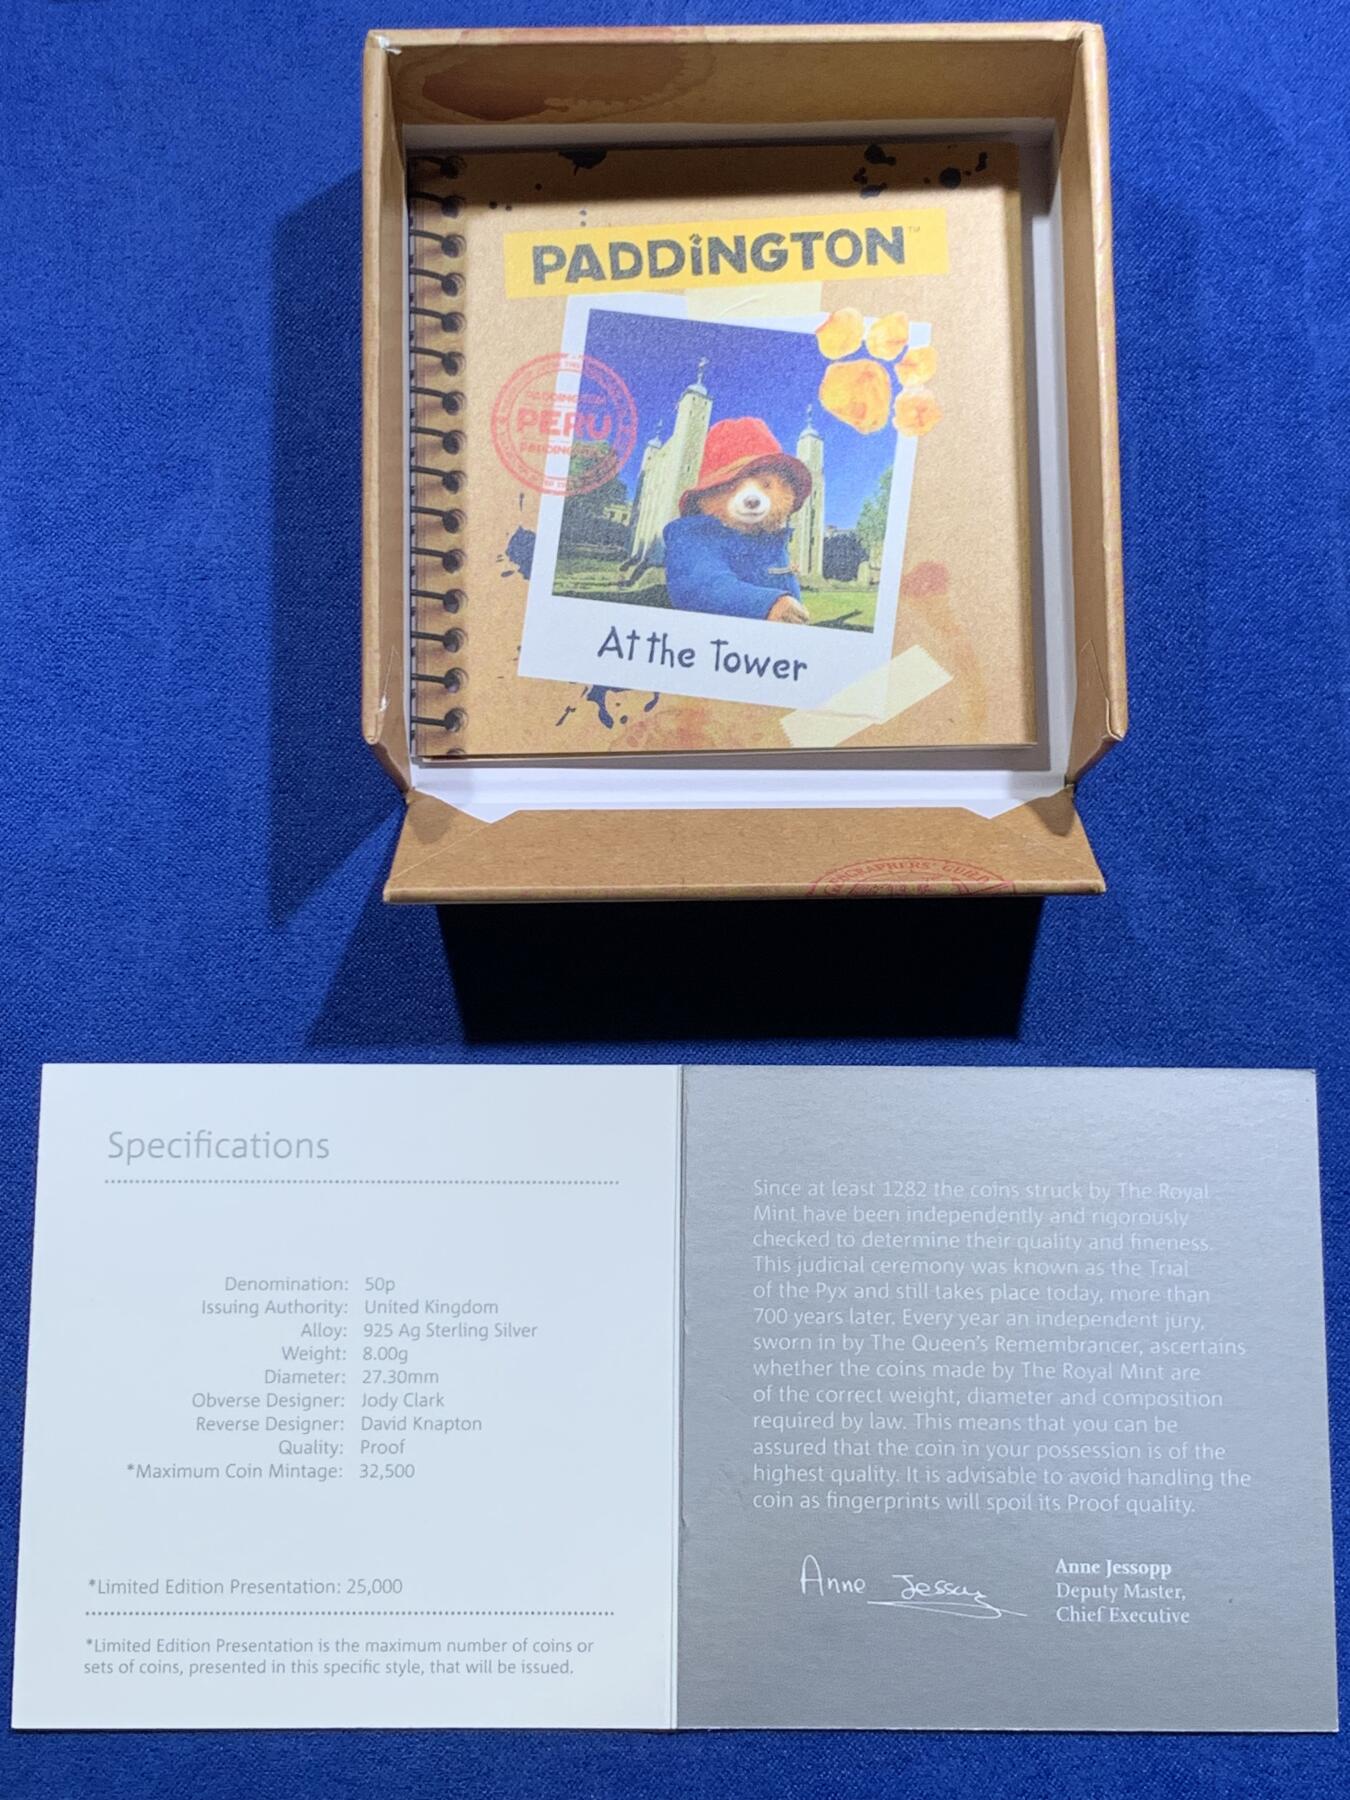 PADDINGTON™
PADDINGTON
PERU
PADDINGTON
At the Tower
GRAPHERS' GUILD
Specifications
Denomination: 50p
Issuing Authority: United Kingdom
Alloy: 925 Ag Sterling Silver
Weight: 8.00g
Diameter: 27.30mm
Obverse Designer: Jody Clark
Reverse Designer: David Knapton
Quality: Proof
*Maximum Coin Mintage: 32,500
*Limited Edition Presentation: 25,000
*Limited Edition Presentation is the maximum number of coins or
sets of coins, presented in this specific style, that will be issued.
Since at least 1282 the coins struck by The Royal
Mint have been independently and rigorously
checked to determine their quality and fineness.
This judicial ceremony was known as the Trial
of the Pyx and still takes place today, more than
700 years later. Every year an independent jury,
sworn in by The Queen's Remembrancer, ascertains
whether the coins made by The Royal Mint are
of the correct weight, diameter and composition
required by law. This means that you can be
assured that the coin in your possession is of the
highest quality. It is advisable to avoid handling the
coin as fingerprints will spoil its Proof quality.
Anne Jessopp
Anne Jessopp
Deputy Master,
Chief Executive